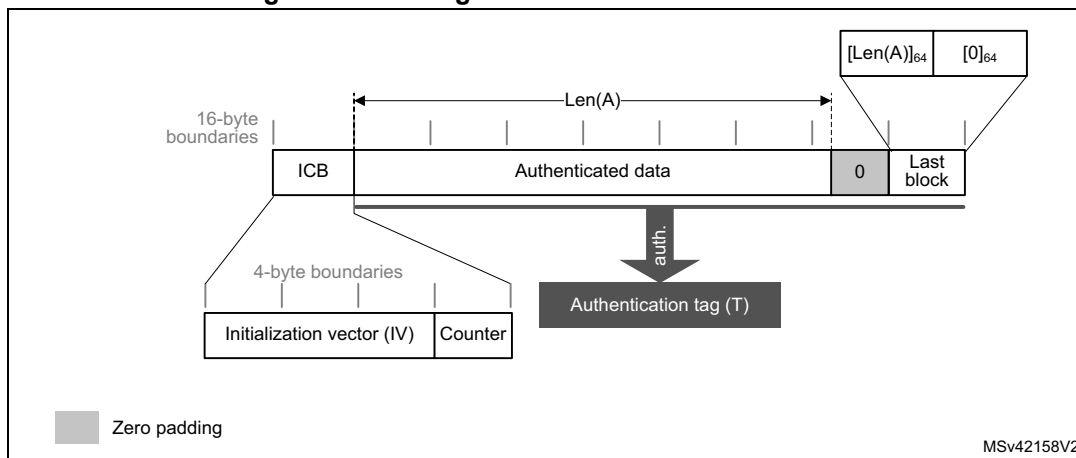 [Len(A)]64 [0]64
Len(A)
16-byte
boundaries
ICB Authenticated data 0 Last
block
auth.
4-byte boundaries
Authentication tag (T)
Initialization vector (IV) Counter
Zero padding
MSv42158V2